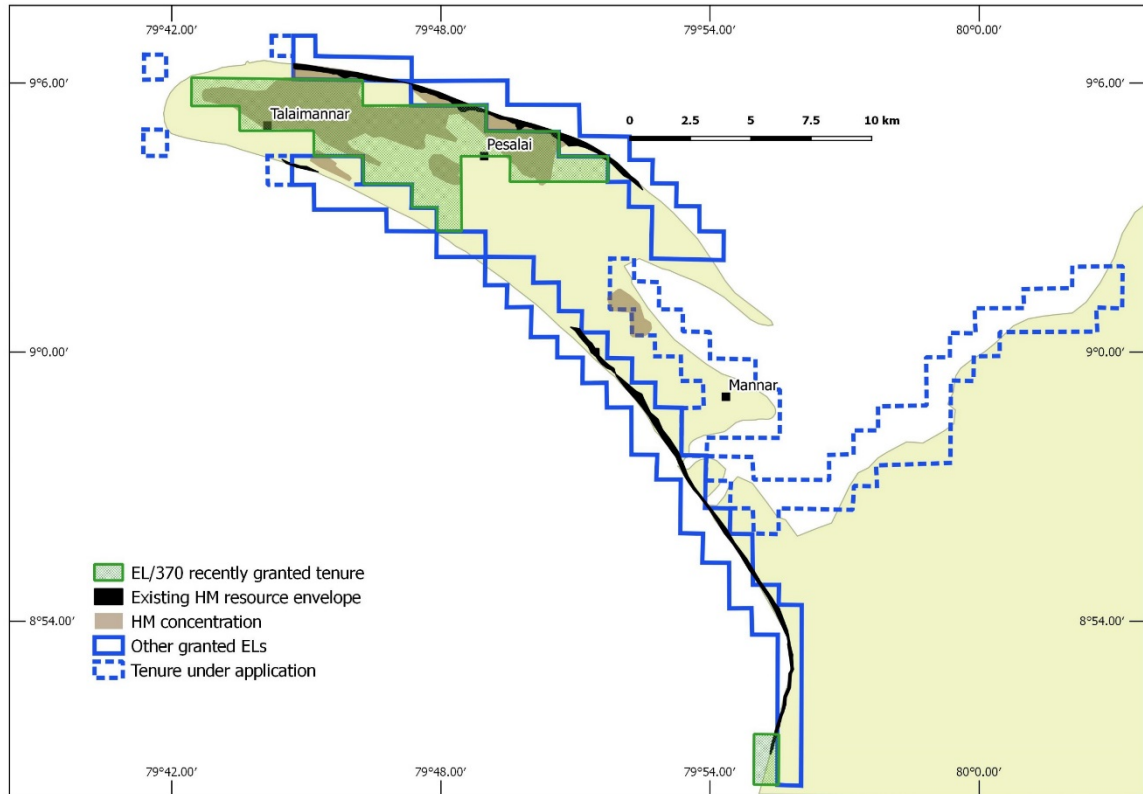 79°42.00'
79°48.00'
79°54.00'
80°0.00'
9°6.00'
9°6.00'
Talaimannar
Pesalai
0 2.5 5 7.5 10 km
9°0.00'
9°0.00'
Mannar
EL/370 recently granted tenure
Existing HM resource envelope
HM concentration
Other granted ELs
Tenure under application
8°54.00'
8°54.00'
79°42.00'
79°48.00'
79°54.00'
80°0.00'